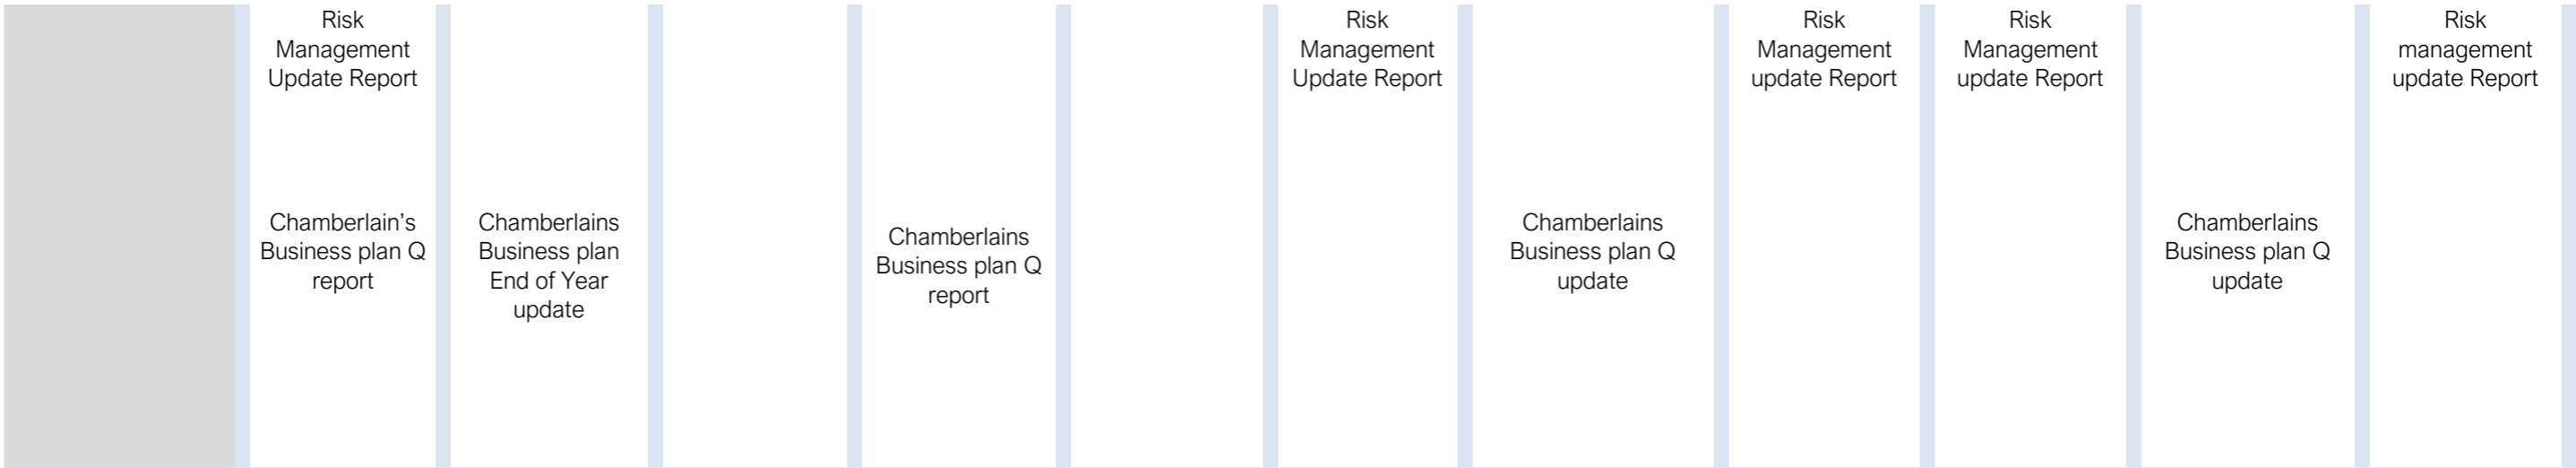 Risk
Management
Update Report
Chamberlain's
Business plan Q
report
Chamberlains
Business plan
End of Year
update
Chamberlains
Business plan Q
report
Risk
Management
Update Report
Chamberlains
Business plan Q
update
Risk
Management
update Report
Risk
Management
update Report
Chamberlains
Business plan Q
update
Risk
management
update Report